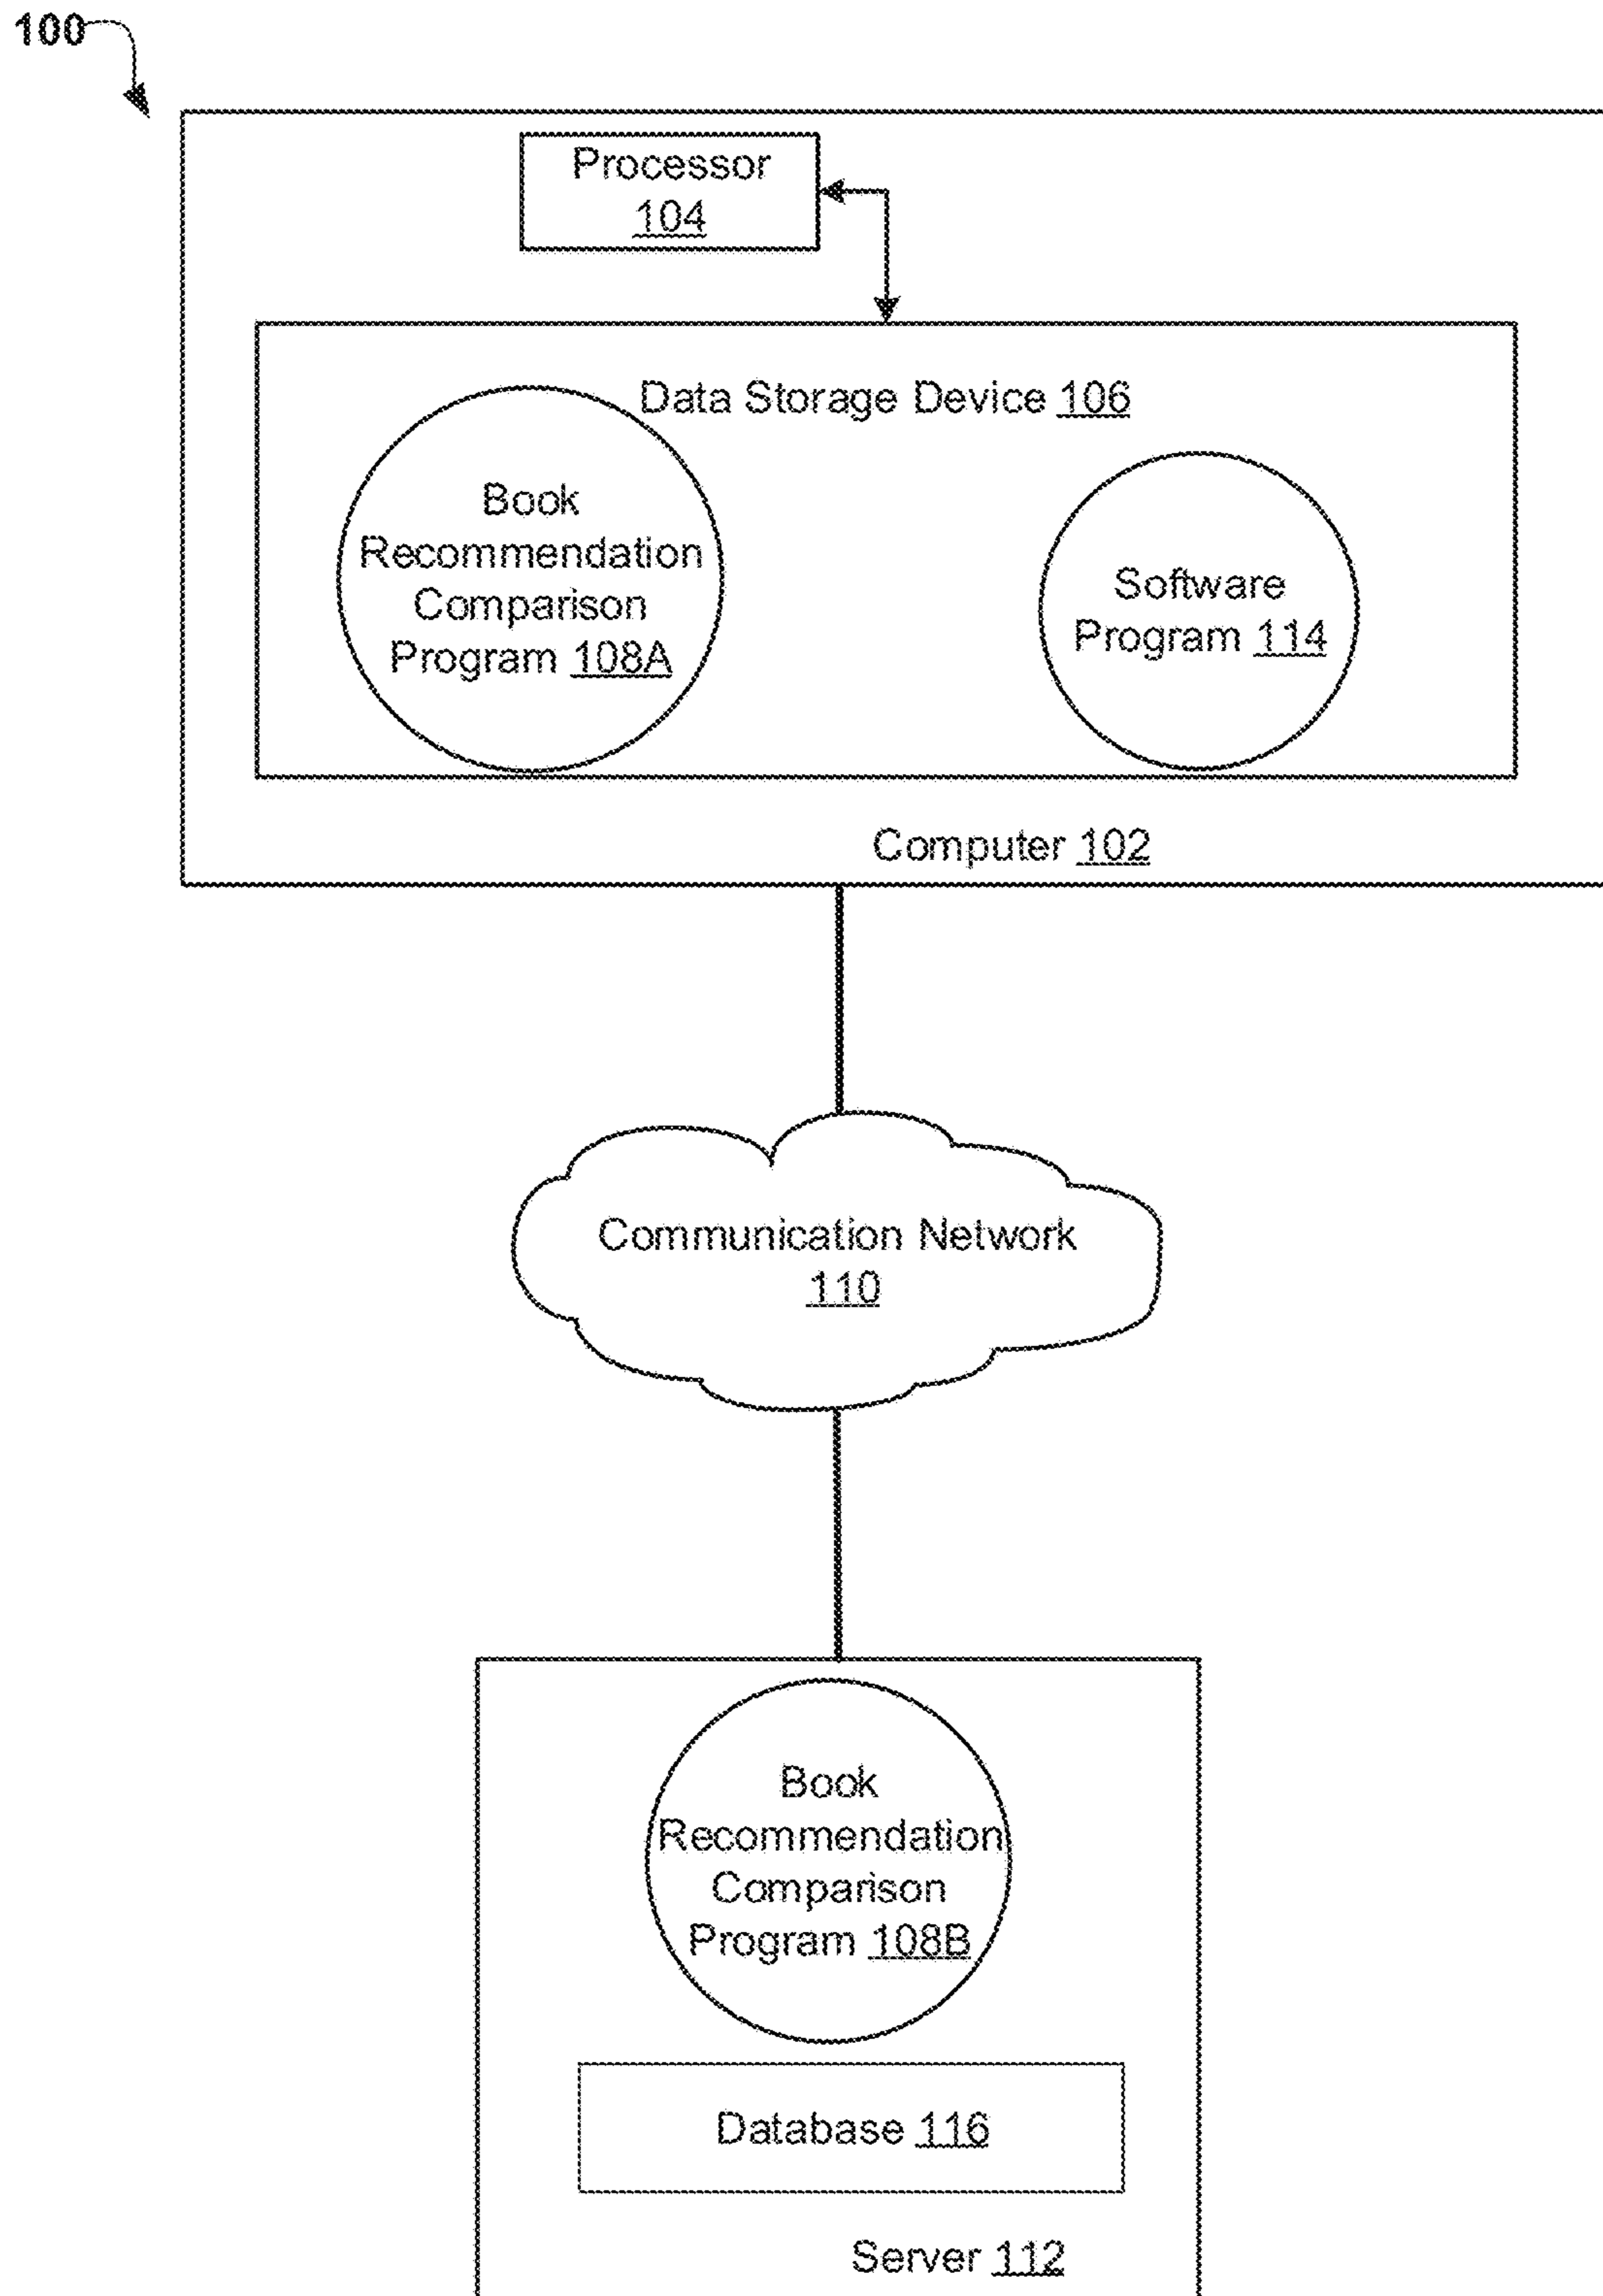 100
Processor
104
Data Storage Device 106
Book
Recommendation
Comparison
Program 108A
Software
Program 114
Computer 102
Communication Network
110
Book
Recommendation
Comparison
Program 108B
Database 116
Server 112